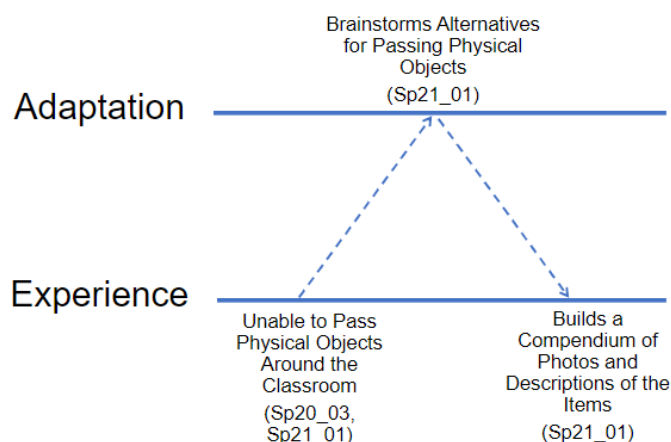 Brainstorms Alternatives
for Passing Physical
Objects
(Sp21_01)
Adaptation
Experience
Unable to Pass
Physical Objects
Around the
Classroom
(Sp20_03,
Sp21_01)
Builds a
Compendium of
Photos and
Descriptions of the
Items
(Sp21_01)